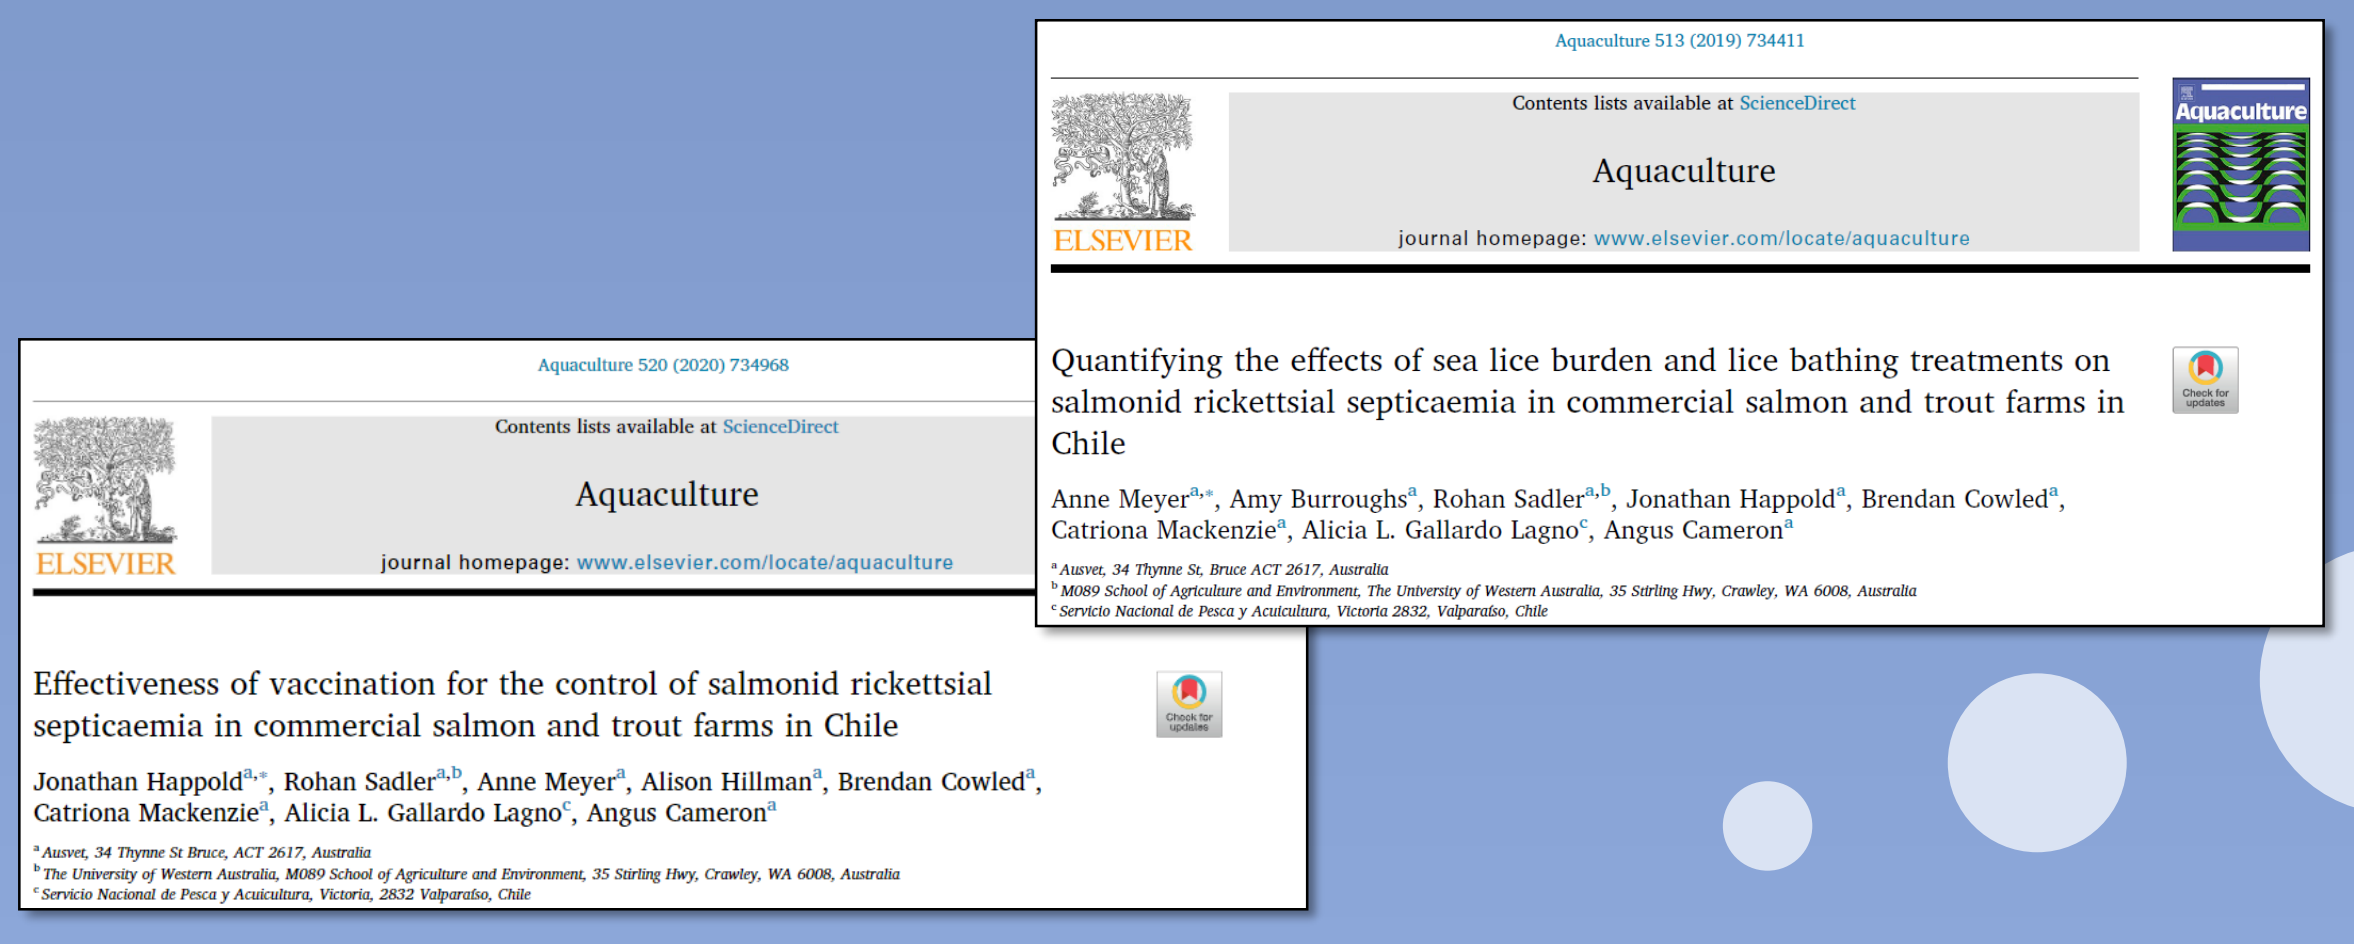 Aquaculture 513 (2019) 734411
Contents lists available at ScienceDirect
Aquaculture
journal homepage: www.elsevier.com/locate/aquaculture
ELSEVIER
Aquaculture
Quantifying the effects of sea lice burden and lice bathing treatments on
salmonid rickettsial septicaemia in commercial salmon and trout farms in
Chile
Check for
updates
Anne Meyera,*, Amy Burroughsa, Rohan Sadlera,b, Jonathan Happolda, Brendan Cowleda,
Catriona Mackenziea, Alicia L. Gallardo Lagnoc, Angus Camerona
a Ausvet, 34 Thynne St, Bruce ACT 2617, Australia
b M089 School of Agriculture and Environment, The University of Western Australia, 35 Stirling Hwy, Crawley, WA 6008, Australia
c Servicio Nacional de Pesca y Acuicultura, Victoria 2832, Valparaíso, Chile
Aquaculture 520 (2020) 734968
Contents lists available at ScienceDirect
Aquaculture
journal homepage: www.elsevier.com/locate/aquaculture
ELSEVIER
Effectiveness of vaccination for the control of salmonid rickettsial
septicaemia in commercial salmon and trout farms in Chile
Check for
updates
Jonathan Happolda,*, Rohan Sadlera,b, Anne Meyera, Alison Hillmana, Brendan Cowleda,
Catriona Mackenziea, Alicia L. Gallardo Lagnoc, Angus Camerona
a Ausvet, 34 Thynne St Bruce, ACT 2617, Australia
b The University of Western Australia, M089 School of Agriculture and Environment, 35 Stirling Hwy, Crawley, WA 6008, Australia
c Servicio Nacional de Pesca y Acuicultura, Victoria, 2832 Valparaíso, Chile